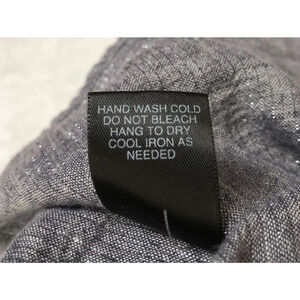 HAND WASH COLD
DO NOT BLEACH
HANG TO DRY
COOL IRON AS
NEEDED